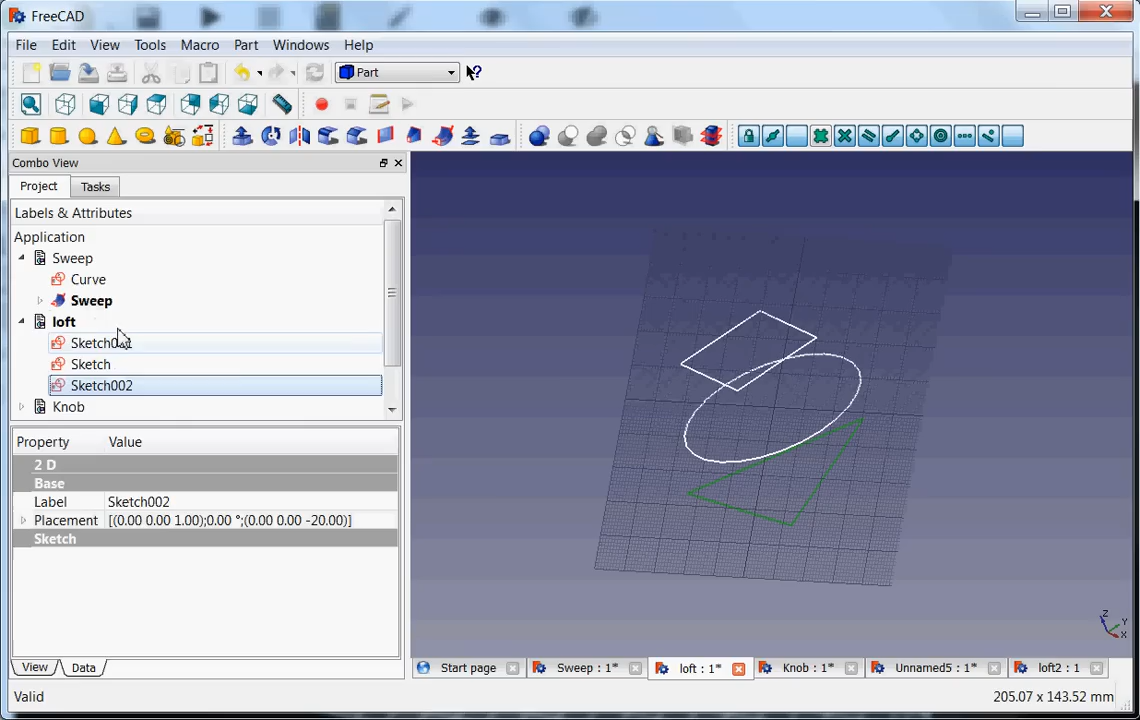 FreeCAD
File Edit View Tools Macro Part Windows Help
Part
Combo View
Project Tasks
Labels & Attributes
Application
Sweep
Curve
Sweep
loft
Sketch001
Sketch
Sketch002
Knob
Property Value
2 D
Base
Label Sketch002
Placement [(0.00 0.00 1.00);0.00 °;(0.00 0.00 -20.00)]
Sketch
Z
Y
X
View Data
Start page Sweep : 1* loft : 1* Knob : 1* Unnamed5 : 1* loft2 : 1
Valid 205.07 x 143.52 mm